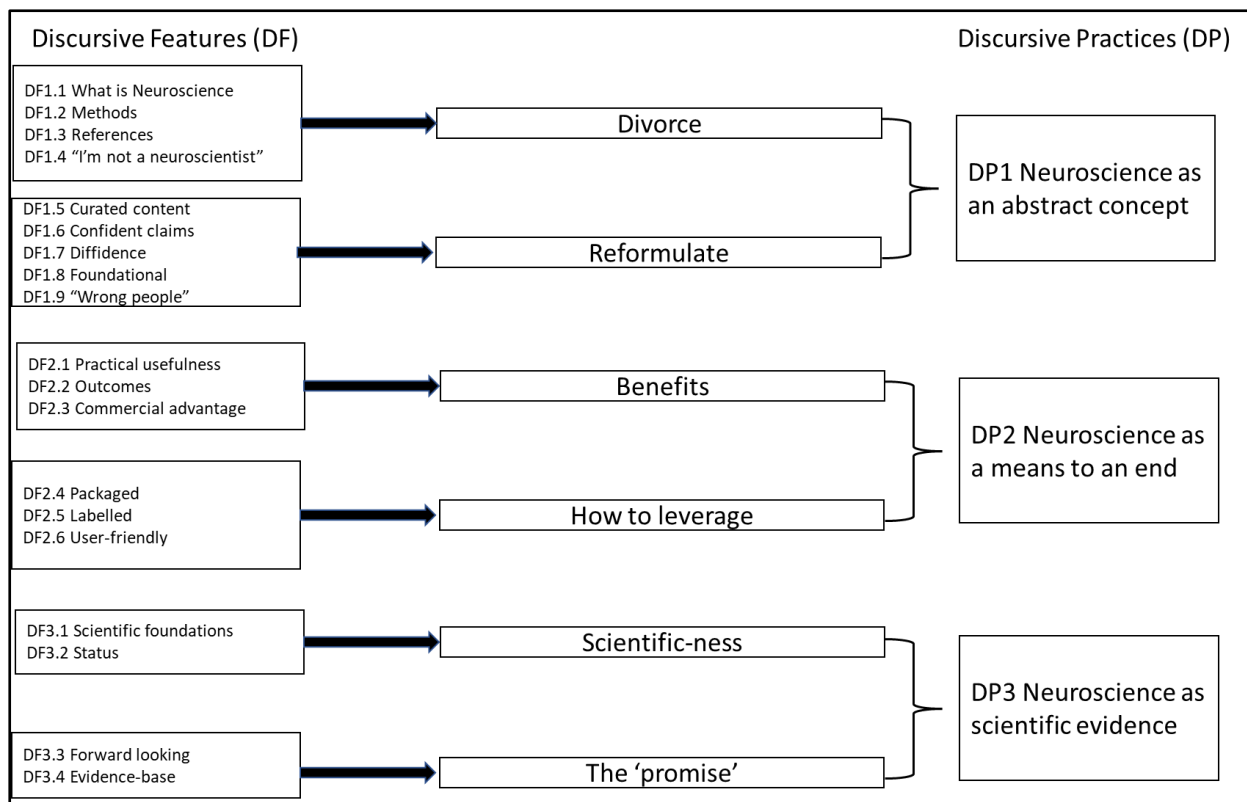 Discursive Features (DF)
Discursive Practices (DP)
DF1.1 What is Neuroscience
DF1.2 Methods
DF1.3 References
DF1.4 “I’m not a neuroscientist”
Divorce
DF1.5 Curated content
DF1.6 Confident claims
DF1.7 Diffidence
DF1.8 Foundational
DF1.9 “Wrong people”
Reformulate
DP1 Neuroscience as
an abstract concept
DF2.1 Practical usefulness
DF2.2 Outcomes
DF2.3 Commercial advantage
Benefits
DF2.4 Packaged
DF2.5 Labelled
DF2.6 User-friendly
How to leverage
DP2 Neuroscience as
a means to an end
DF3.1 Scientific foundations
DF3.2 Status
Scientific-ness
DF3.3 Forward looking
DF3.4 Evidence-base
The ‘promise’
DP3 Neuroscience as
scientific evidence